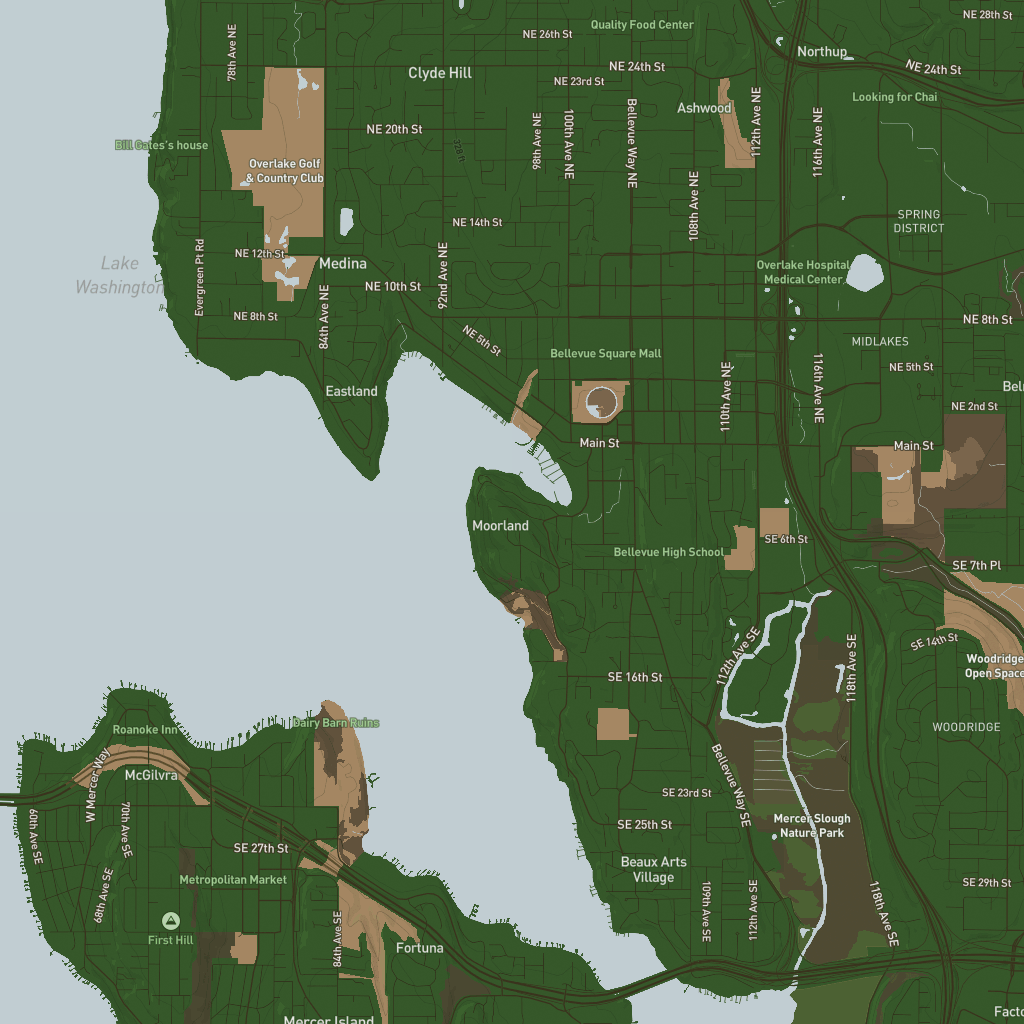 NE 28th St
Quality Food Center
78th Ave NE
NE 26th St
Northup
NE 24th St
NE 24th St
Clyde Hill
NE 23rd St
Looking for Chai
Ashwood
NE 20th St
98th Ave NE
100th Ave NE
Bellevue Way NE
112th Ave NE
116th Ave NE
328 ft
Bill Gates's house
Overlake Golf
& Country Club
108th Ave NE
NE 14th St
SPRING
DISTRICT
NE 12th St
Medina
Lake
Washington
Evergreen Pt Rd
92nd Ave NE
Overlake Hospital
Medical Center
NE 10th St
84th Ave NE
NE 8th St
NE 8th St
NE 5th St
MIDLAKES
Bellevue Square Mall
NE 5th St
116th Ave NE
110th Ave NE
Eastland
Bel
NE 2nd St
Main St
Main St
Moorland
SE 6th St
Bellevue High School
SE 7th Pl
112th Ave SE
118th Ave SE
SE 14th St
Woodridge
Open Space
SE 16th St
Dairy Barn Ruins
Roanoke Inn
WOODRIDGE
McGilvra
W Mercer Way
Bellevue Way SE
SE 23rd St
60th Ave SE
70th Ave SE
Mercer Slough
Nature Park
SE 25th St
SE 27th St
Beaux Arts
Village
Metropolitan Market
68th Ave SE
SE 29th St
109th Ave SE
112th Ave SE
118th Ave SE
84th Ave SE
First Hill
Fortuna
Mercer Island
Facto